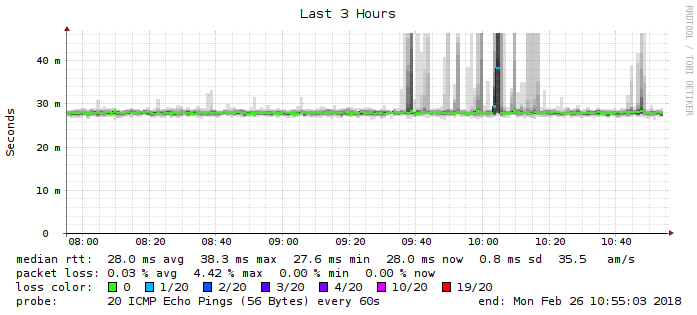 Last 3 Hours
RRDTOOL / TOBI OETIKER
Seconds
40 m
30 m
20 m
10 m
0
08:00 08:20 08:40 09:00 09:20 09:40 10:00 10:20 10:40
median rtt: 28.0 ms avg 38.3 ms max 27.6 ms min 28.0 ms now 0.8 ms sd 35.5 am/s
packet loss: 0.03 % avg 4.42 % max 0.00 % min 0.00 % now
loss color: 0 1/20 2/20 3/20 4/20 10/20 19/20
probe: 20 ICMP Echo Pings (56 Bytes) every 60s end: Mon Feb 26 10:55:03 2018